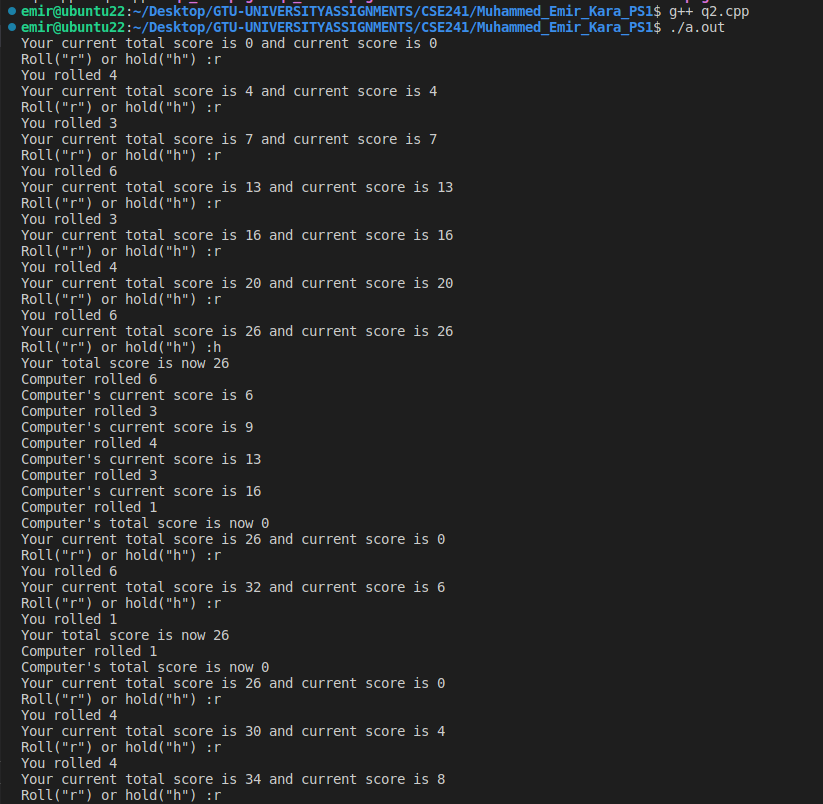 emir@ubuntu22:~/Desktop/GTU-UNIVERSITYASSIGNMENTS/CSE241/Muhammed_Emir_Kara_PS1$ g++ q2.cpp
emir@ubuntu22:~/Desktop/GTU-UNIVERSITYASSIGNMENTS/CSE241/Muhammed_Emir_Kara_PS1$ ./a.out
Your current total score is 0 and current score is 0
Roll("r") or hold("h") :r
You rolled 4
Your current total score is 4 and current score is 4
Roll("r") or hold("h") :r
You rolled 3
Your current total score is 7 and current score is 7
Roll("r") or hold("h") :r
You rolled 6
Your current total score is 13 and current score is 13
Roll("r") or hold("h") :r
You rolled 3
Your current total score is 16 and current score is 16
Roll("r") or hold("h") :r
You rolled 4
Your current total score is 20 and current score is 20
Roll("r") or hold("h") :r
You rolled 6
Your current total score is 26 and current score is 26
Roll("r") or hold("h") :h
Your total score is now 26
Computer rolled 6
Computer's current score is 6
Computer rolled 3
Computer's current score is 9
Computer rolled 4
Computer's current score is 13
Computer rolled 3
Computer's current score is 16
Computer rolled 1
Computer's total score is now 0
Your current total score is 26 and current score is 0
Roll("r") or hold("h") :r
You rolled 6
Your current total score is 32 and current score is 6
Roll("r") or hold("h") :r
You rolled 1
Your total score is now 26
Computer rolled 1
Computer's total score is now 0
Your current total score is 26 and current score is 0
Roll("r") or hold("h") :r
You rolled 4
Your current total score is 30 and current score is 4
Roll("r") or hold("h") :r
You rolled 4
Your current total score is 34 and current score is 8
Roll("r") or hold("h") :r